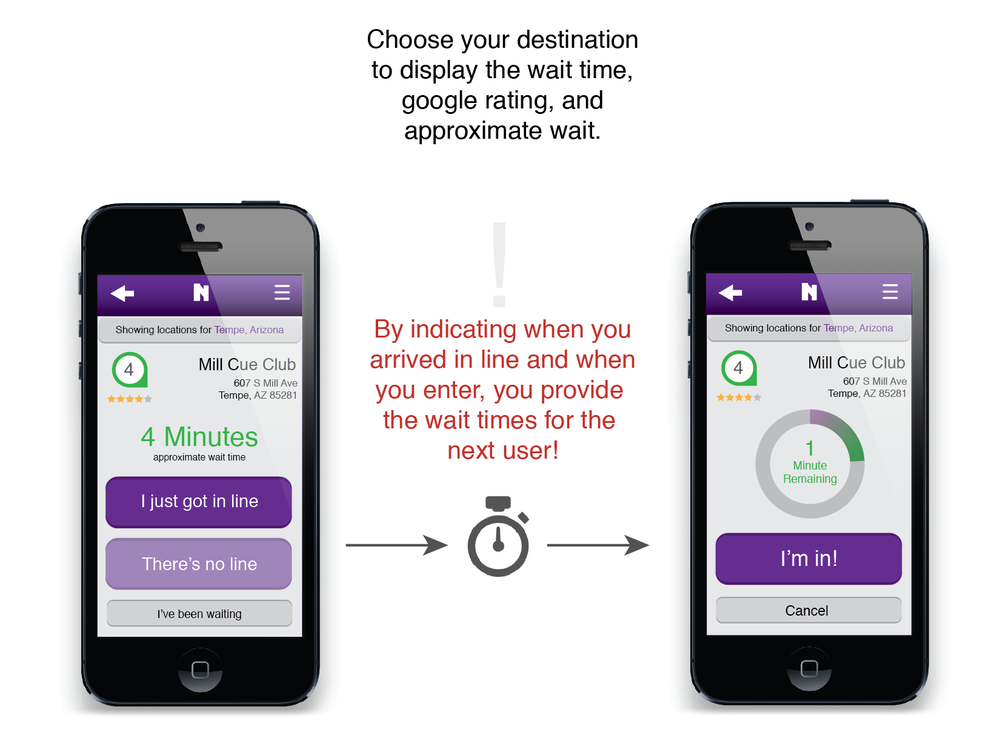 Choose your destination
to display the wait time,
google rating, and
approximate wait.
N
Showing locations for Tempe, Arizona
4
Mill Cue Club
607 S Mill Ave
Tempe, AZ 85281
4 Minutes
approximate wait time
I just got in line
There's no line
I've been waiting
!
By indicating when you
arrived in line and when
you enter, you provide
the wait times for the
next user!
N
Showing locations for Tempe, Arizona
4
Mill Cue Club
607 S Mill Ave
Tempe, AZ 85281
1
Minute
Remaining
I'm in!
Cancel